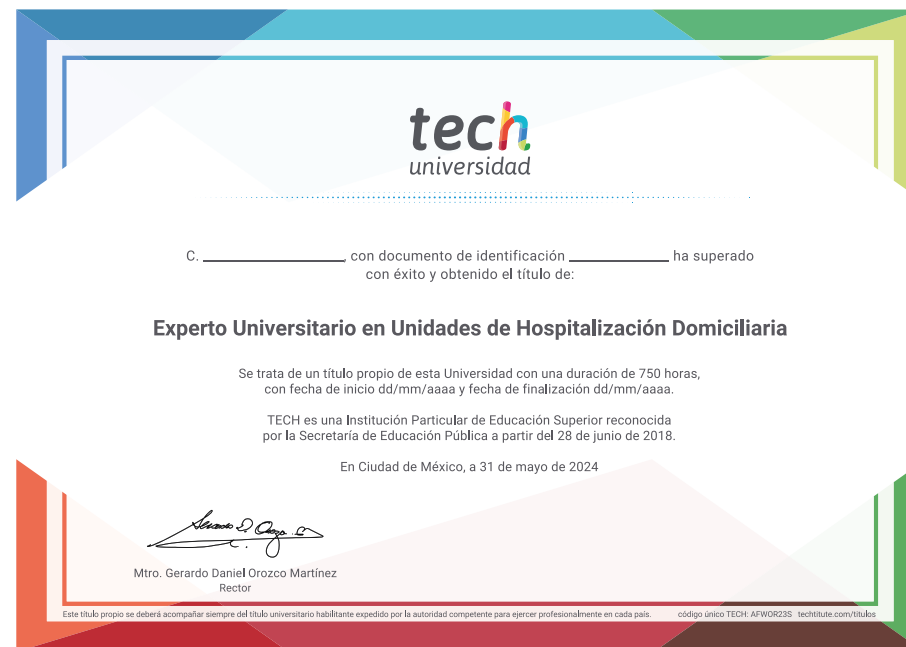 tech
universidad
C. ____________, con documento de identificación ____________ ha superado
con éxito y obtenido el título de:
Experto Universitario en Unidades de Hospitalización Domiciliaria
Se trata de un título propio de esta Universidad con una duración de 750 horas,
con fecha de inicio dd/mm/aaaa y fecha de finalización dd/mm/aaaa.
TECH es una Institución Particular de Educación Superior reconocida
por la Secretaría de Educación Pública a partir del 28 de junio de 2018.
En Ciudad de México, a 31 de mayo de 2024
Mtro. Gerardo Daniel Orozco Martínez
Rector
Este título propio se deberá acompañar siempre del título universitario habilitante expedido por la autoridad competente para ejercer profesionalmente en cada país. código único TECH: AFWOR23S techtitute.com/titulos